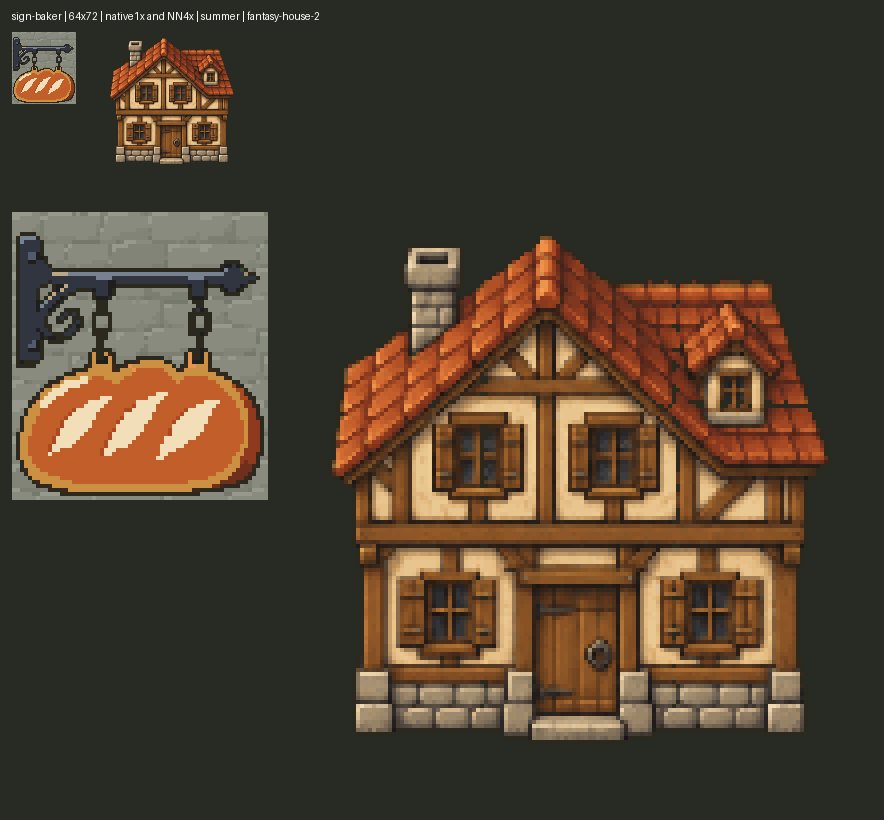 sign-baker | 64x72 | native1x and NN4x | summer | fantasy-house-2